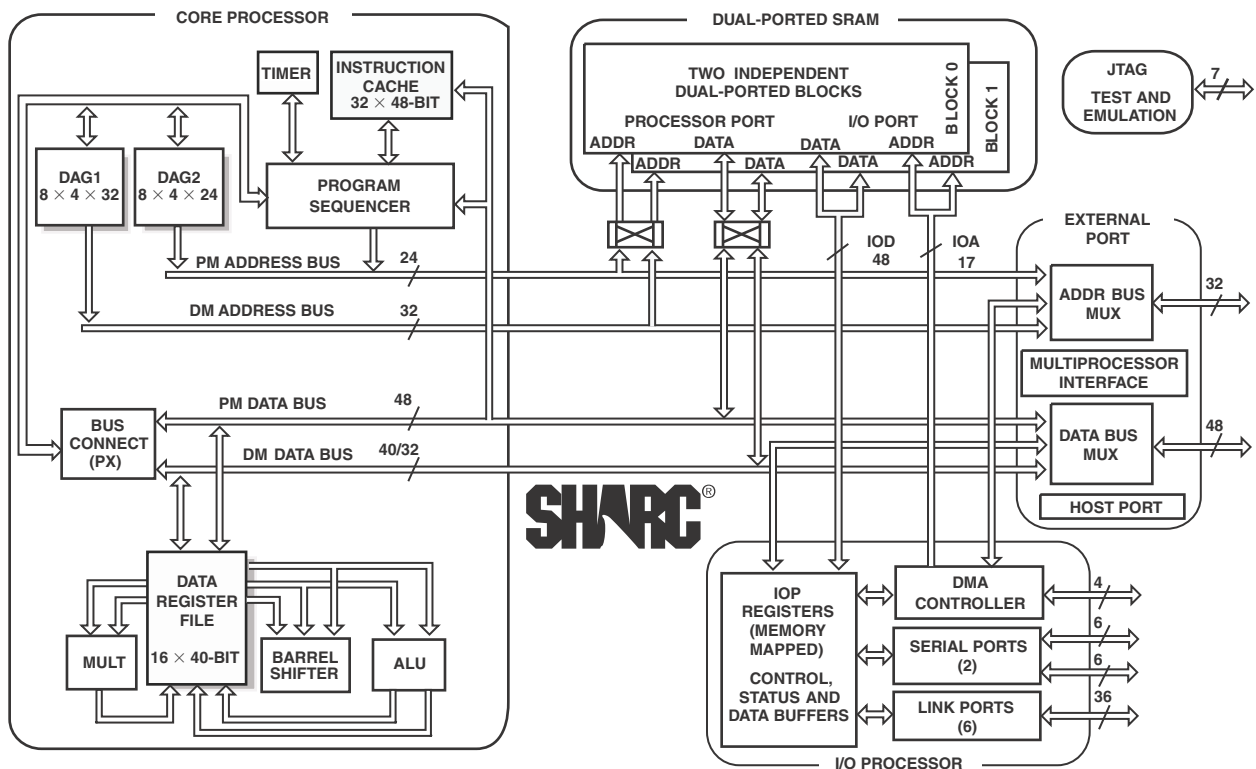 CORE PROCESSOR
TIMER
INSTRUCTION
CACHE
32 × 48-BIT
DAG1
8 × 4 × 32
DAG2
8 × 4 × 24
PROGRAM
SEQUENCER
PM ADDRESS BUS
24
DM ADDRESS BUS
32
BUS
CONNECT
(PX)
PM DATA BUS
48
DM DATA BUS
40/32
DATA
REGISTER
FILE
16 × 40-BIT
MULT
BARREL
SHIFTER
ALU
DUAL-PORTED SRAM
TWO INDEPENDENT
DUAL-PORTED BLOCKS
PROCESSOR PORT
I/O PORT
ADDR
DATA
DATA
ADDR
ADDR
DATA
DATA
ADDR
BLOCK 0
BLOCK 1
JTAG
TEST AND
EMULATION
7
IOD
48
IOA
17
EXTERNAL
PORT
ADDR BUS
MUX
32
MULTIPROCESSOR
INTERFACE
DATA BUS
MUX
48
HOST PORT
SHARC®
IOP
REGISTERS
(MEMORY
MAPPED)
CONTROL,
STATUS AND
DATA BUFFERS
DMA
CONTROLLER
4
SERIAL PORTS
(2)
6
6
LINK PORTS
(6)
36
I/O PROCESSOR